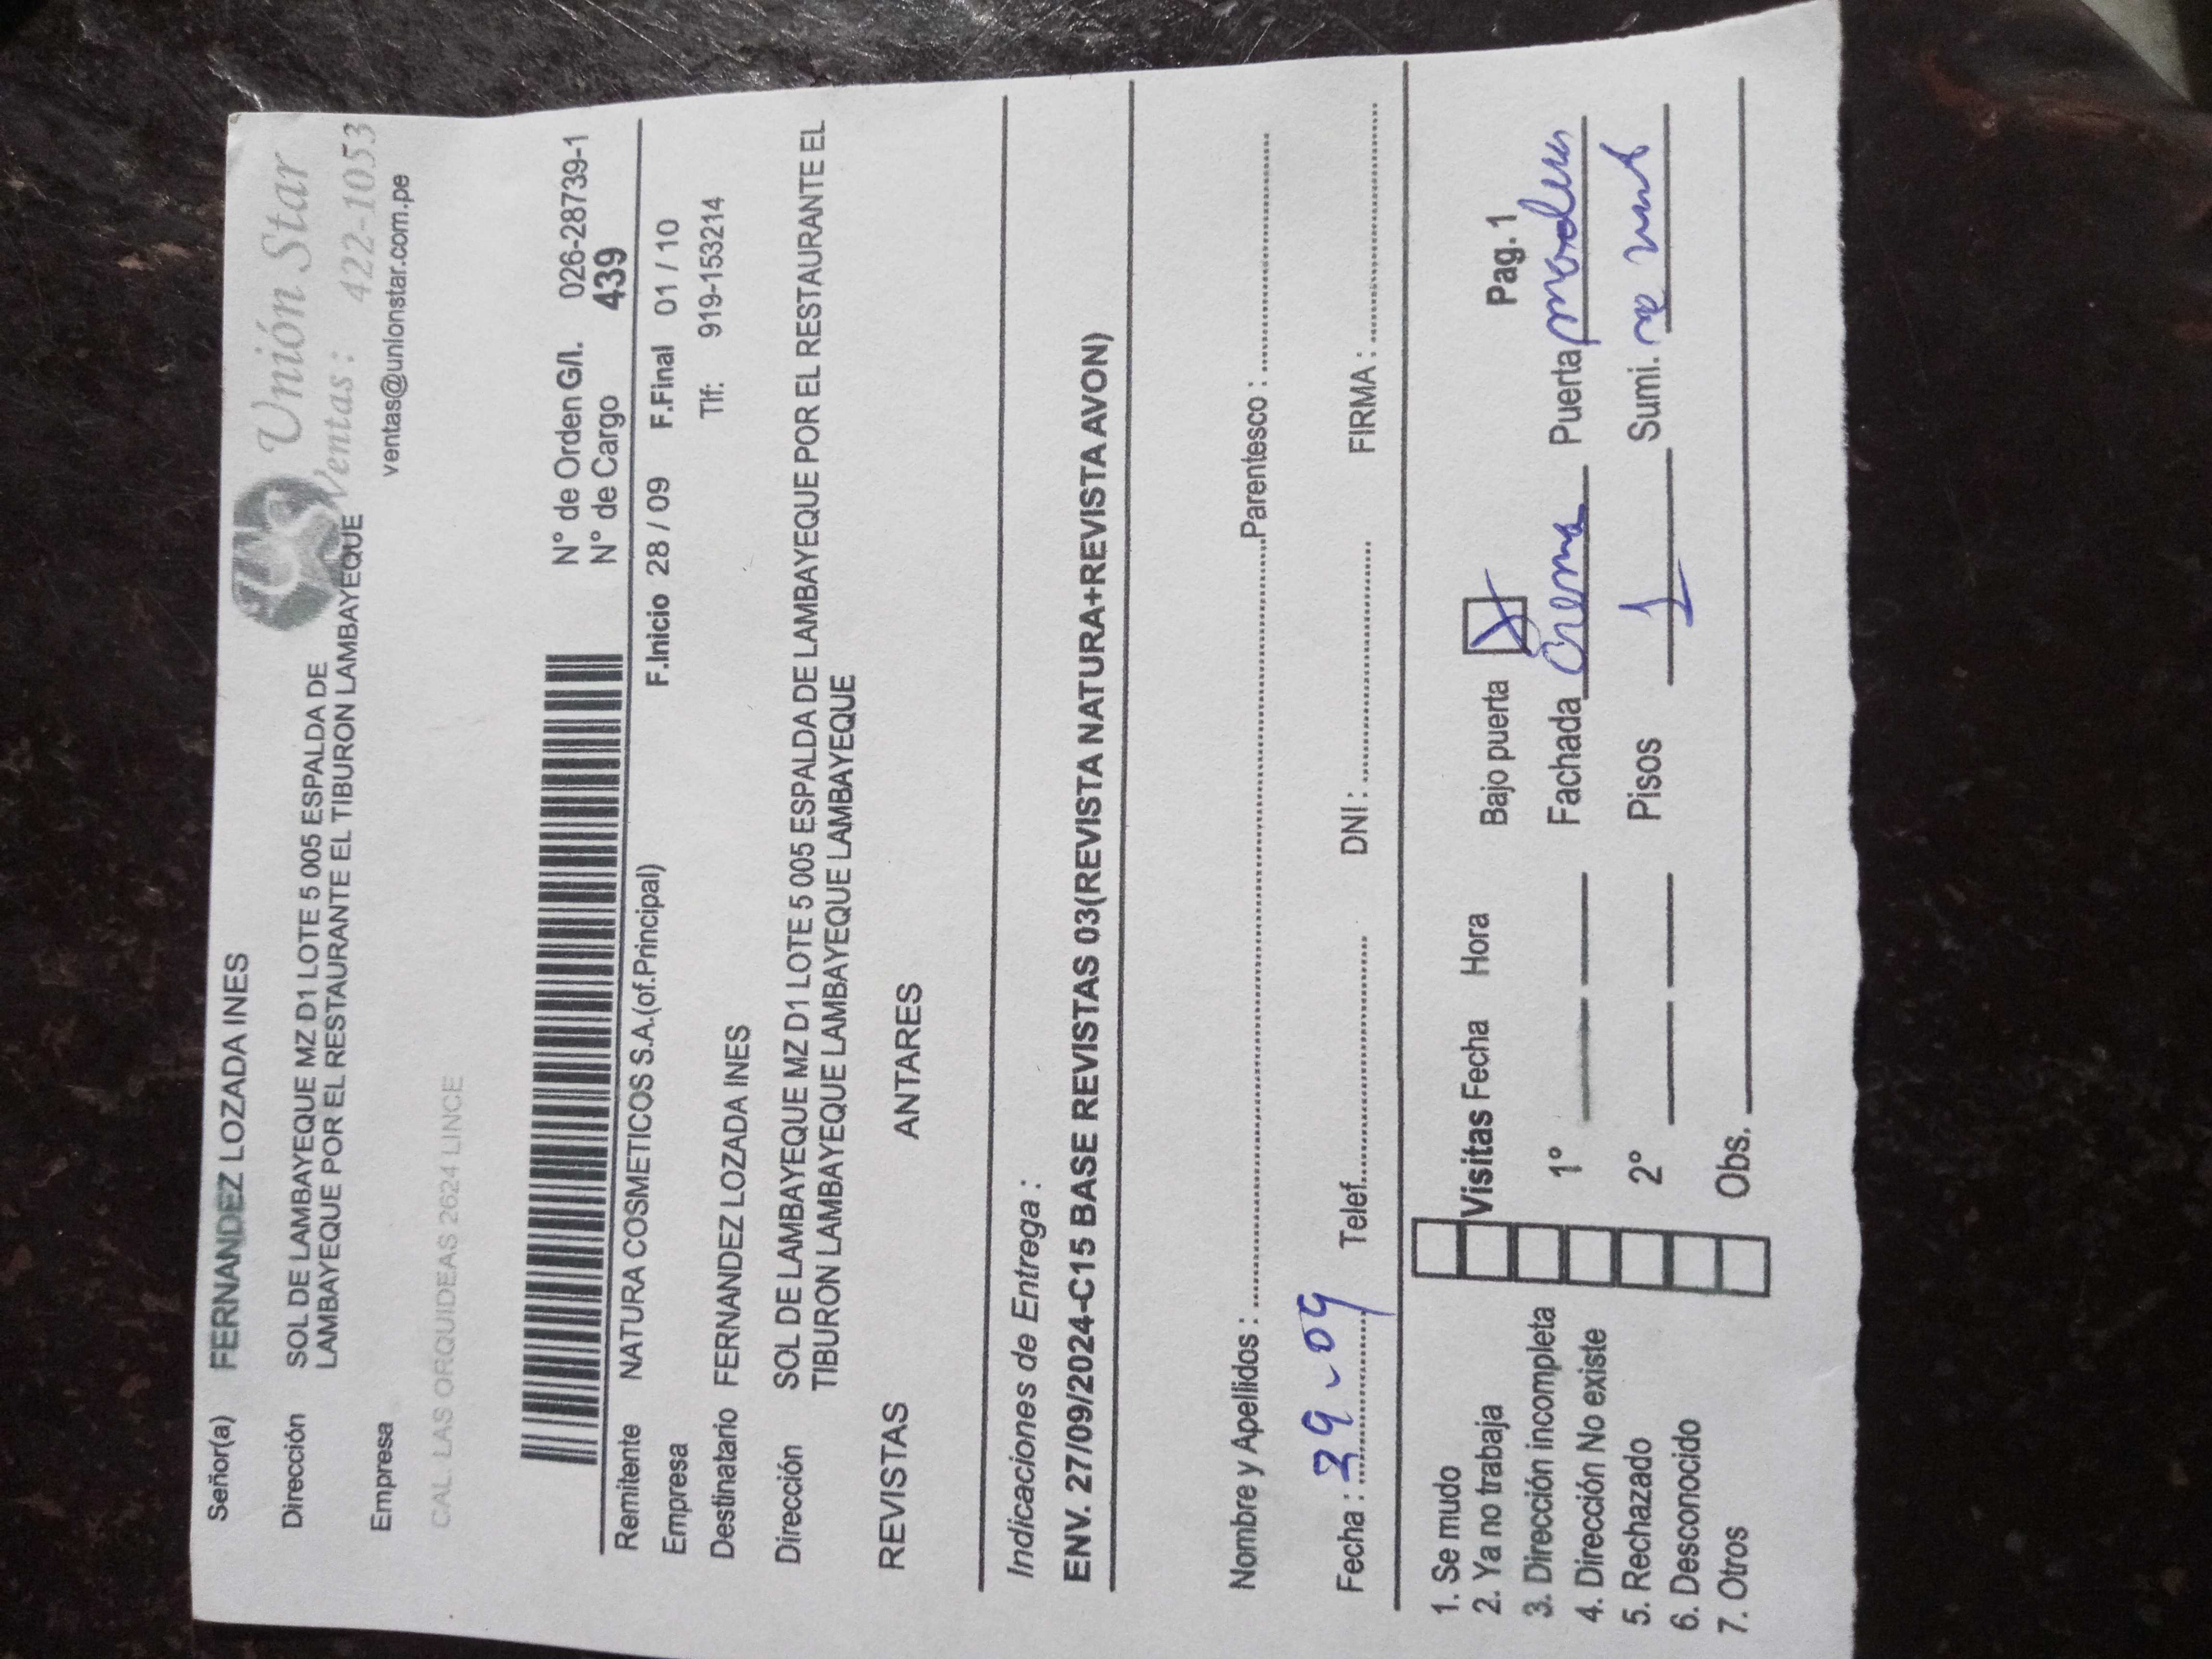 Señor(a) FERNANDEZ LOZADA INES
Unión Star
Ventas: 422-1053
ventas@unionstar.com.pe
Dirección SOL DE LAMBAYEQUE MZ D1 LOTE 5 005 ESPALDA DE
LAMBAYEQUE POR EL RESTAURANTE EL TIBURON LAMBAYEQUE
Empresa
CAL. LAS ORQUIDEAS 2624 LINCE
N° de Orden G/I. 026-28739-1
N° de Cargo 439
Remitente NATURA COSMETICOS S.A.(of.Principal) F.Inicio 28 / 09 F.Final 01 / 10
Empresa Tlf: 919-153214
Destinatario FERNANDEZ LOZADA INES
Dirección SOL DE LAMBAYEQUE MZ D1 LOTE 5 005 ESPALDA DE LAMBAYEQUE POR EL RESTAURANTE EL
TIBURON LAMBAYEQUE LAMBAYEQUE LAMBAYEQUE
REVISTAS ANTARES
Indicaciones de Entrega :
ENV. 27/09/2024-C15 BASE REVISTAS 03(REVISTA NATURA+REVISTA AVON)
Nombre y Apellidos : Parentesco :
Fecha : 09 Telef. DNI : FIRMA :
1. Se mudo
2. Ya no trabaja
3. Dirección incompleta
4. Dirección No existe
5. Rechazado
6. Desconocido
7. Otros
Visitas Fecha Hora Bajo puerta Pag. 1
1° Fachada Crema Puerta
2° Pisos 1 Sumi.
Obs.